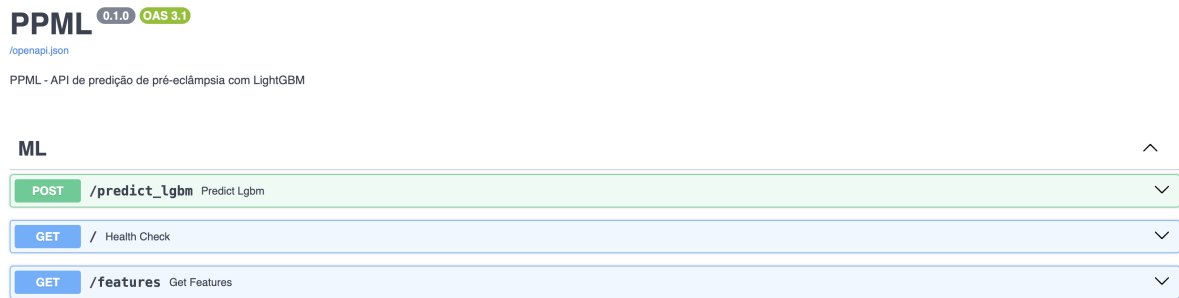 PPML 0.1.0 OAS 3.1
/openapi.json
PPML - API de predição de pré-eclâmpsia com LightGBM
ML
POST /predict_lgbm Predict Lgbm
GET / Health Check
GET /features Get Features